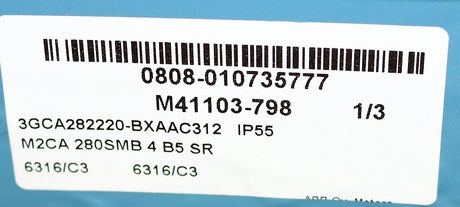 0808-010735777
M41103-798 1/3
3GCA282220-BXAAC312 IP55
M2CA 280SMB 4 B5 SR
6316/C3 6316/C3